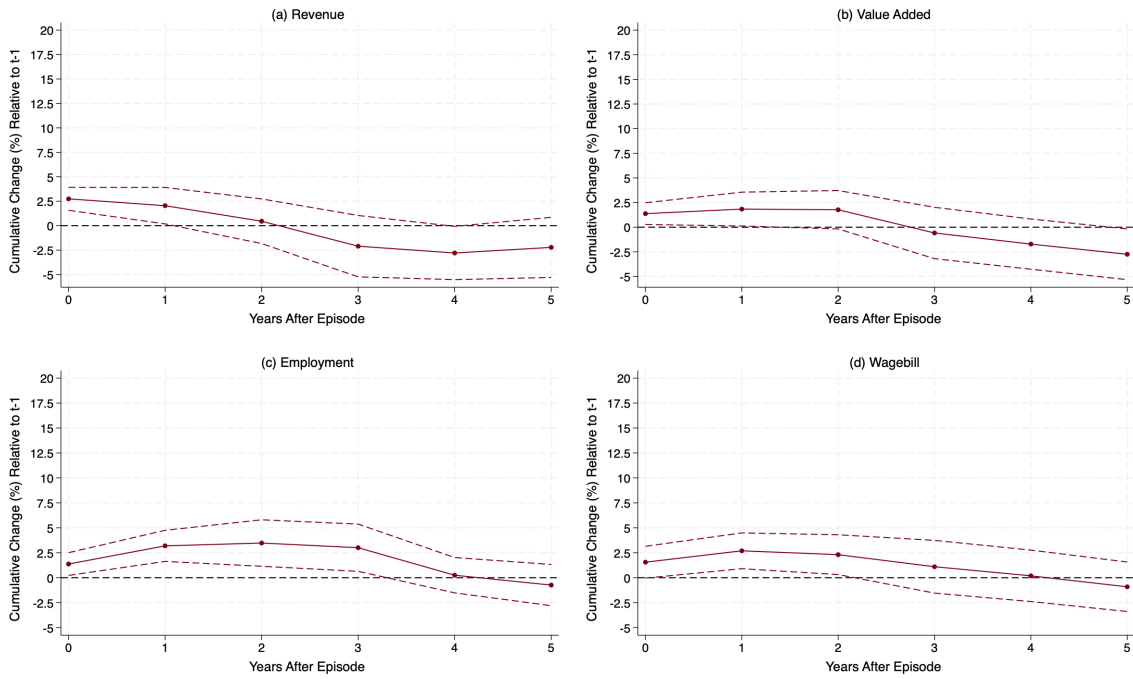 (a) Revenue
Cumulative Change (%) Relative to t-1
20
17.5
15
12.5
10
7.5
5
2.5
0
-2.5
-5
0 1 2 3 4 5
Years After Episode
(b) Value Added
Cumulative Change (%) Relative to t-1
20
17.5
15
12.5
10
7.5
5
2.5
0
-2.5
-5
0 1 2 3 4 5
Years After Episode
(c) Employment
Cumulative Change (%) Relative to t-1
20
17.5
15
12.5
10
7.5
5
2.5
0
-2.5
-5
0 1 2 3 4 5
Years After Episode
(d) Wagebill
Cumulative Change (%) Relative to t-1
20
17.5
15
12.5
10
7.5
5
2.5
0
-2.5
-5
0 1 2 3 4 5
Years After Episode